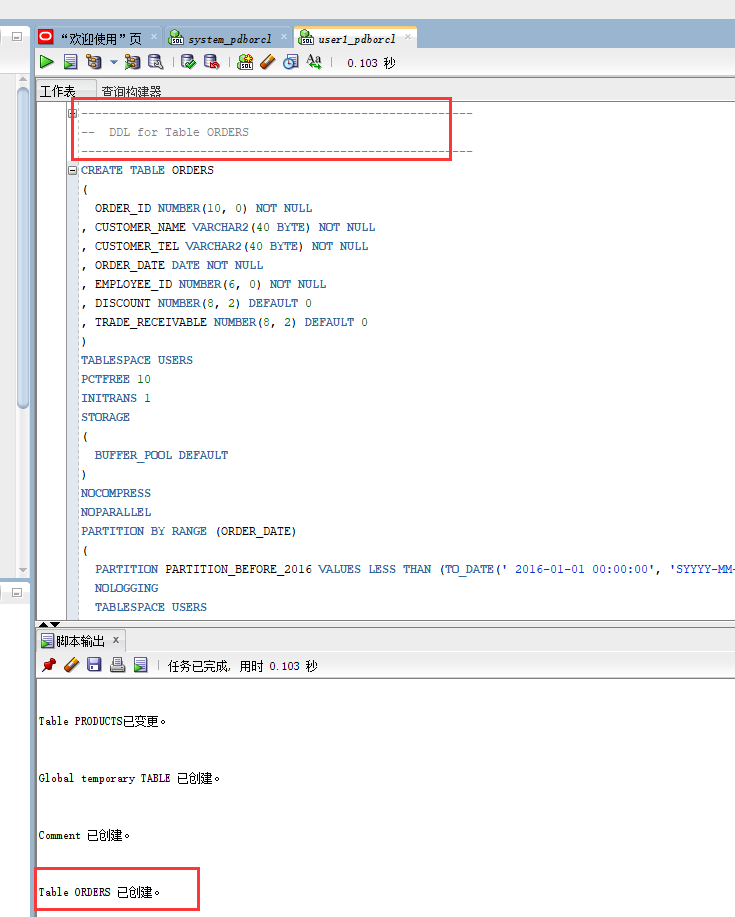 “欢迎使用”页
system_pdborcl
user1_pdborcl
0.103 秒
工作表
查询构建器
--------------------------------------------------------
--  DDL for Table ORDERS
--------------------------------------------------------
CREATE TABLE ORDERS
(
ORDER_ID NUMBER(10, 0) NOT NULL
, CUSTOMER_NAME VARCHAR2(40 BYTE) NOT NULL
, CUSTOMER_TEL VARCHAR2(40 BYTE) NOT NULL
, ORDER_DATE DATE NOT NULL
, EMPLOYEE_ID NUMBER(6, 0) NOT NULL
, DISCOUNT NUMBER(8, 2) DEFAULT 0
, TRADE_RECEIVABLE NUMBER(8, 2) DEFAULT 0
)
TABLESPACE USERS
PCTFREE 10
INITRANS 1
STORAGE
(
BUFFER_POOL DEFAULT
)
NOCOMPRESS
NOPARALLEL
PARTITION BY RANGE (ORDER_DATE)
(
PARTITION PARTITION_BEFORE_2016 VALUES LESS THAN (TO_DATE(' 2016-01-01 00:00:00', 'SYYYY-MM-
NOLOGGING
TABLESPACE USERS
脚本输出
任务已完成, 用时 0.103 秒
Table PRODUCTS已变更。
Global temporary TABLE 已创建。
Comment 已创建。
Table ORDERS 已创建。